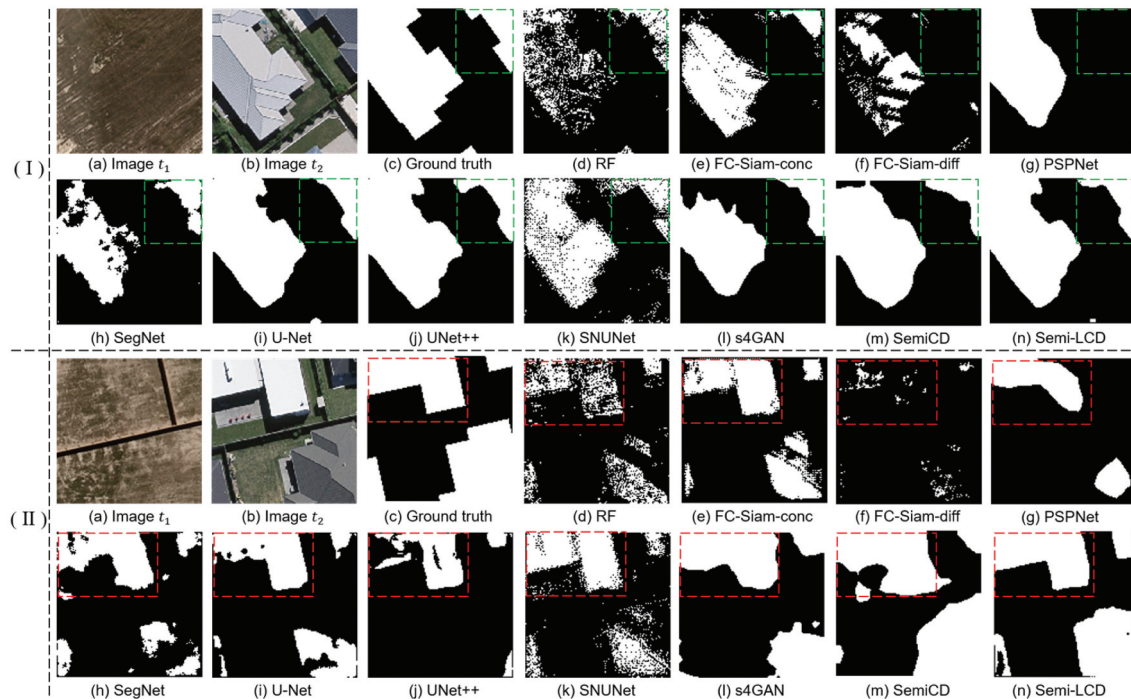 (a) Image t₁ (b) Image t₂ (c) Ground truth (d) RF (e) FC-Siam-conc (f) FC-Siam-diff (g) PSPNet
( I )
(h) SegNet (i) U-Net (j) UNet++ (k) SNUNet (l) s4GAN (m) SemiCD (n) Semi-LCD
(a) Image t₁ (b) Image t₂ (c) Ground truth (d) RF (e) FC-Siam-conc (f) FC-Siam-diff (g) PSPNet
( II )
(h) SegNet (i) U-Net (j) UNet++ (k) SNUNet (l) s4GAN (m) SemiCD (n) Semi-LCD